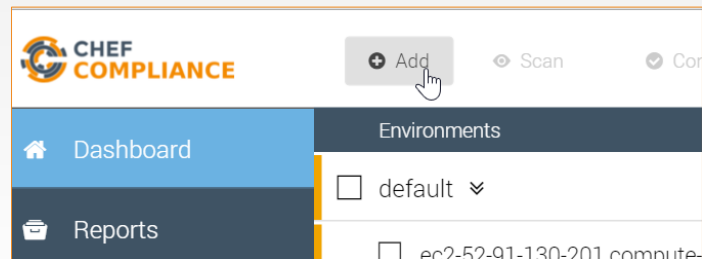 CHEF
COMPLIANCE
Add
Scan
Dashboard
Reports
Environments
default